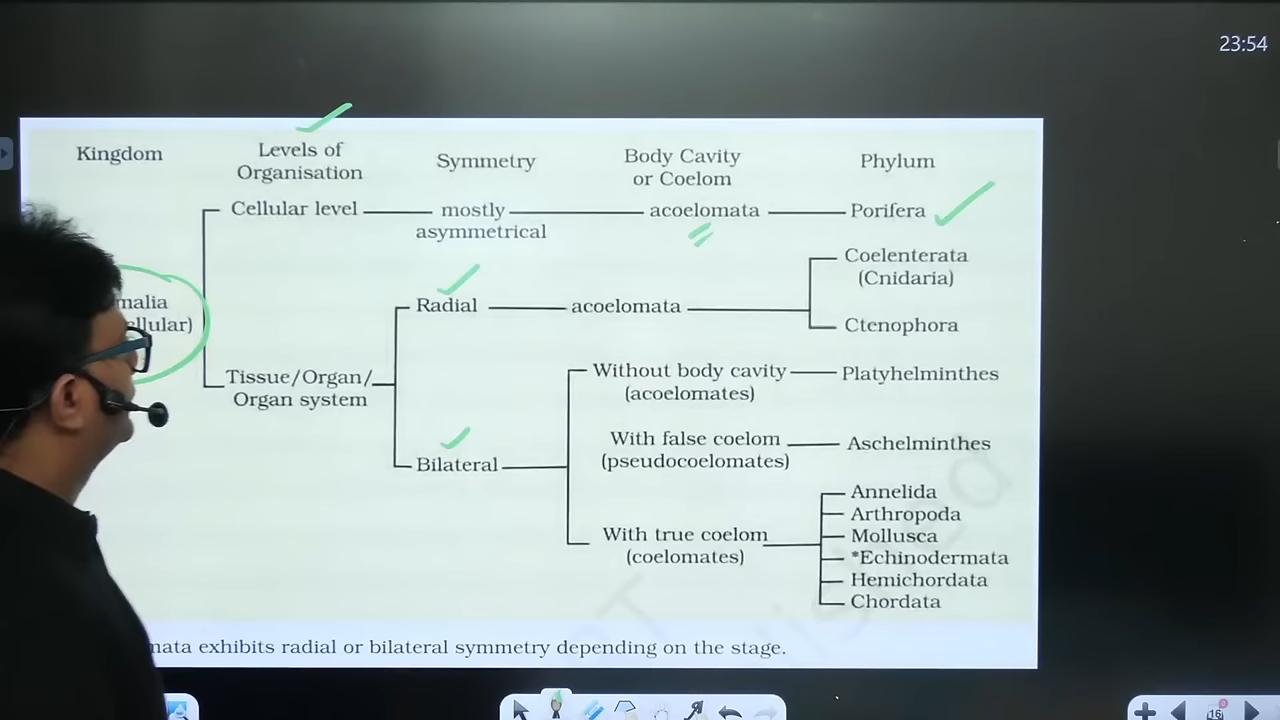 23:54
Kingdom
Levels of
Organisation
Symmetry
Body Cavity
or Coelom
Phylum
Cellular level
mostly
asymmetrical
acoelomata
Porifera
Coelenterata
(Cnidaria)
Radial
acoelomata
Ctenophora
Tissue/Organ/
Organ system
Without body cavity
(acoelomates)
Platyhelminthes
With false coelom
(pseudocoelomates)
Aschelminthes
Bilateral
With true coelom
(coelomates)
Annelida
Arthropoda
Mollusca
*Echinodermata
Hemichordata
Chordata
exhibits radial or bilateral symmetry depending on the stage.
16